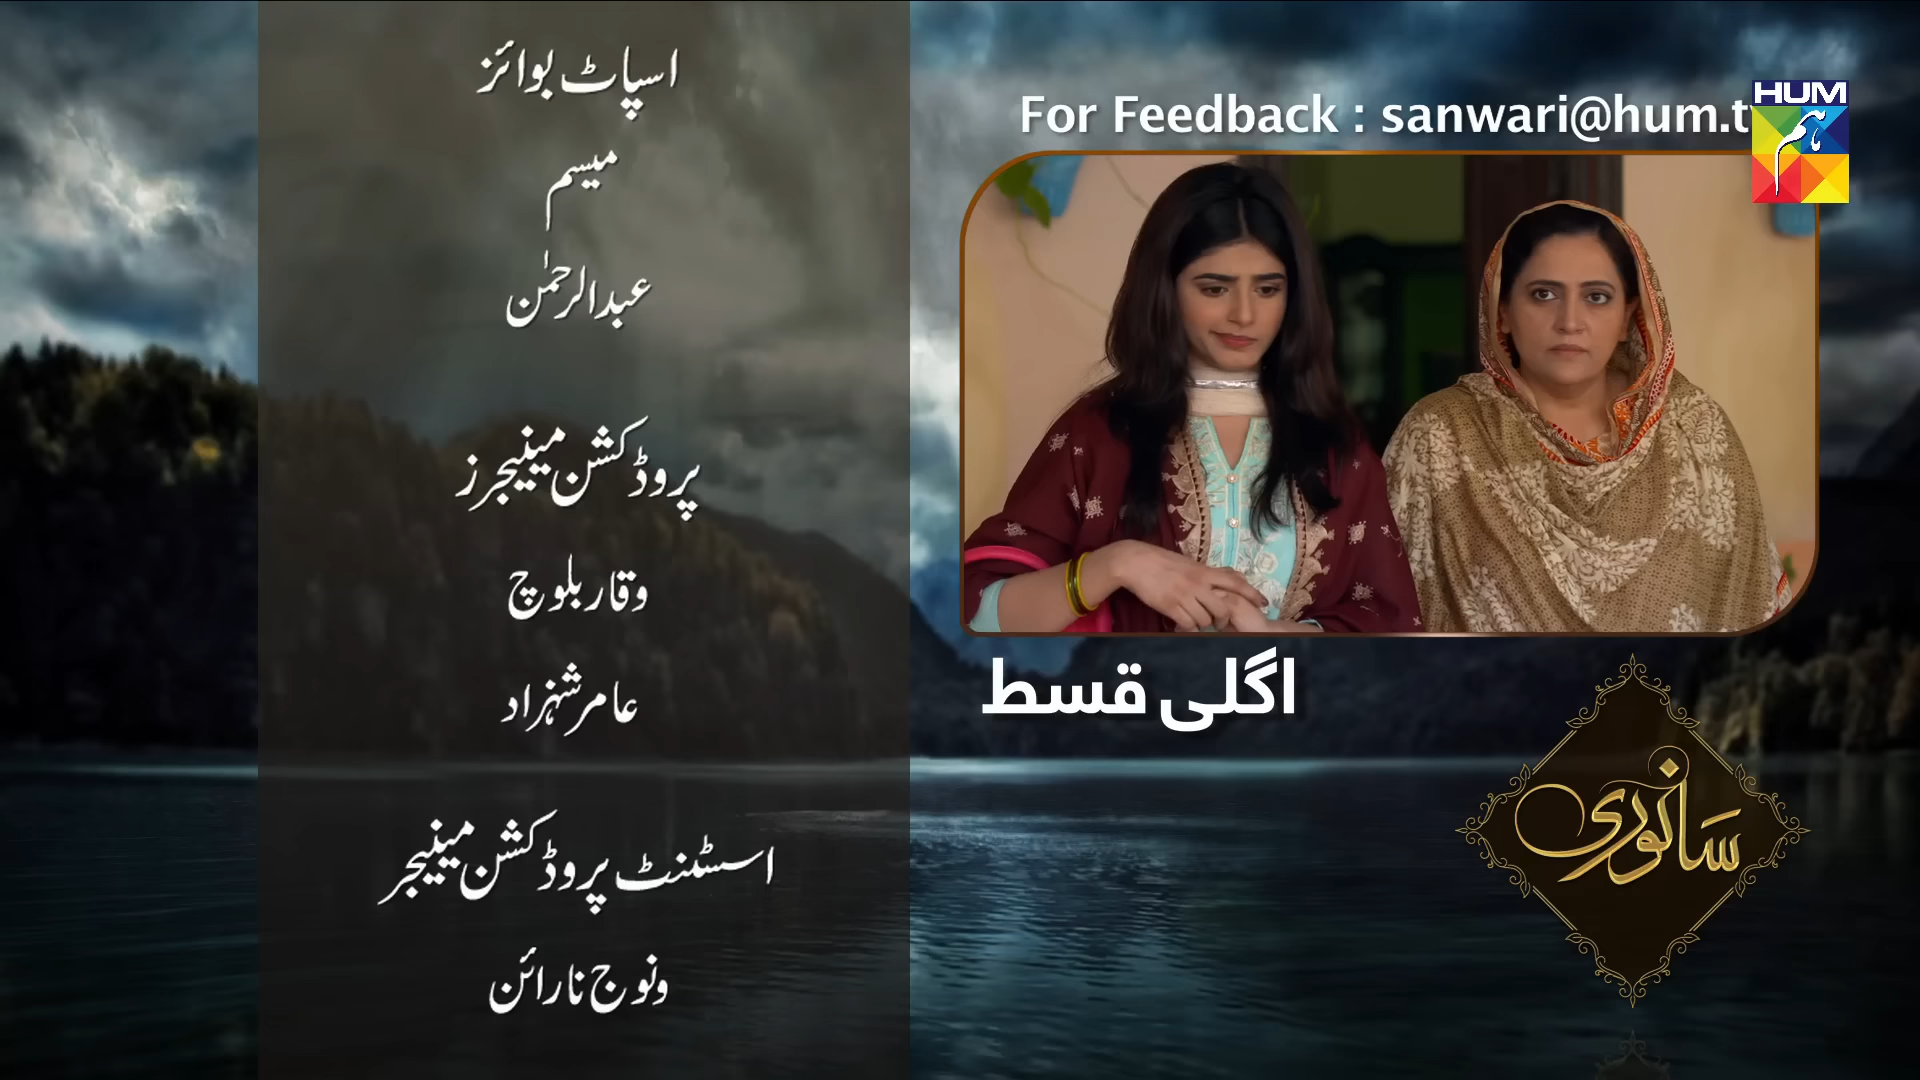 اسپاٹ بوائز
میسم
عبدالرحمٰن
پروڈکشن مینیجرز
وقار بلوچ
عامر شہزاد
اسسٹنٹ پروڈکشن مینیجر
ونوج نارائن
For Feedback : sanwari@hum.tv
HUM
ہم
اگلی قسط
سانوری